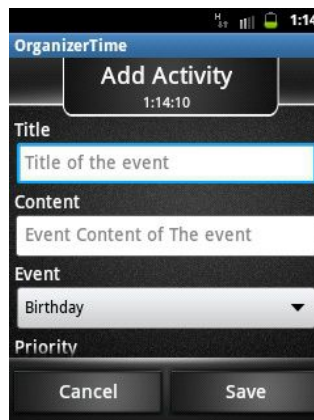 H
1:14
OrganizerTime
Add Activity
1:14:10
Title
Title of the event
Content
Event Content of The event
Event
Birthday
Priority
Cancel
Save